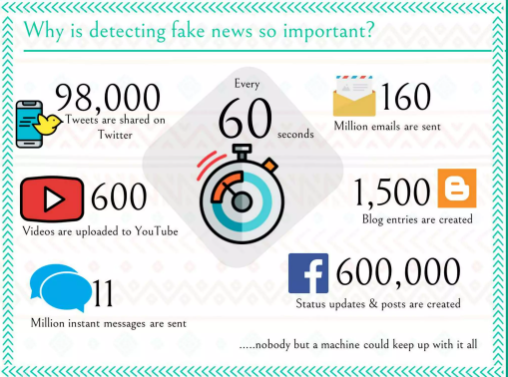 Why is detecting fake news so important?
98,000
Tweets are shared on
Twitter
Every
60
seconds
160
Million emails are sent
600
Videos are uploaded to YouTube
1,500
Blog entries are created
11
Million instant messages are sent
600,000
Status updates & posts are created
.....nobody but a machine could keep up with it all